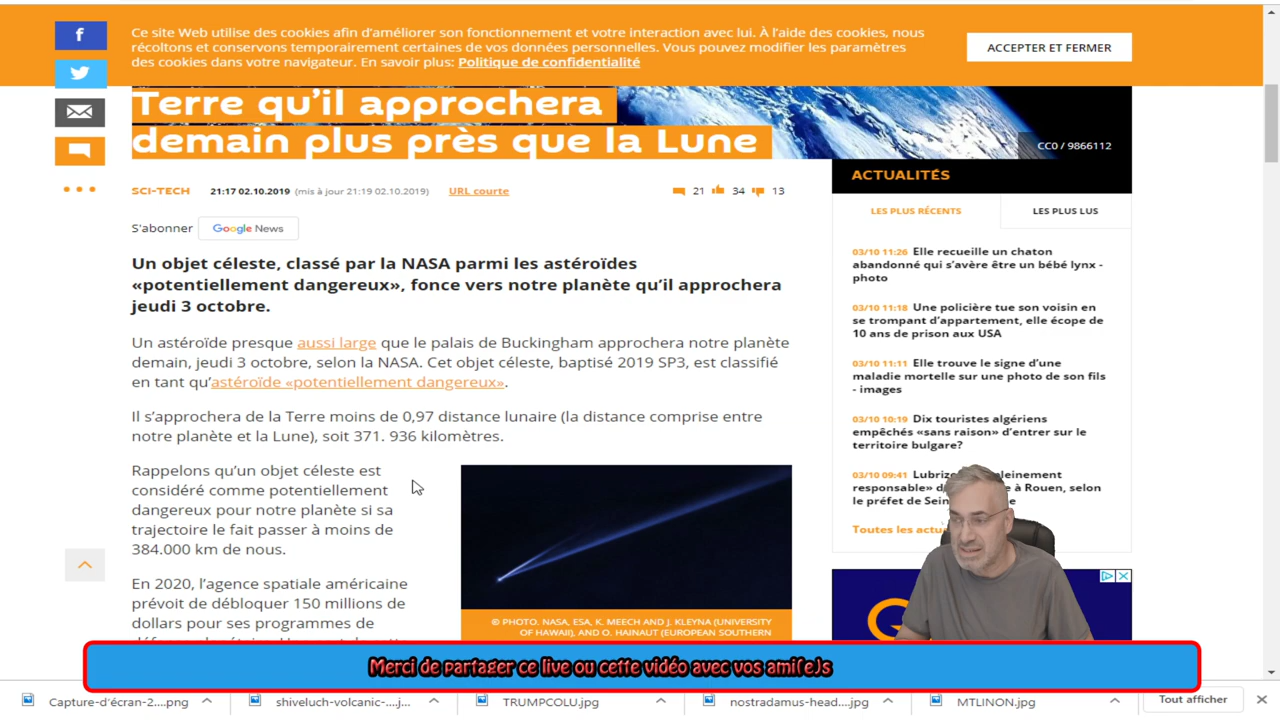 Ce site Web utilise des cookies afin d'améliorer son fonctionnement et votre interaction avec lui. À l'aide des cookies, nous
récoltons et conservons temporairement certaines de vos données personnelles. Vous pouvez modifier les paramètres
des cookies dans votre navigateur. En savoir plus: Politique de confidentialité
ACCEPTER ET FERMER
f
Terre qu'il approchera
demain plus près que la Lune
CC0 / 9866112
SCI-TECH 21:17 02.10.2019 (mis à jour 21:19 02.10.2019) URL courte 21 34 13
S'abonner Google News
Un objet céleste, classé par la NASA parmi les astéroïdes
«potentiellement dangereux», fonce vers notre planète qu'il approchera
jeudi 3 octobre.
Un astéroïde presque aussi large que le palais de Buckingham approchera notre planète
demain, jeudi 3 octobre, selon la NASA. Cet objet céleste, baptisé 2019 SP3, est classifié
en tant qu'astéroïde «potentiellement dangereux».
Il s'approchera de la Terre moins de 0,97 distance lunaire (la distance comprise entre
notre planète et la Lune), soit 371. 936 kilomètres.
Rappelons qu'un objet céleste est
considéré comme potentiellement
dangereux pour notre planète si sa
trajectoire le fait passer à moins de
384.000 km de nous.
En 2020, l'agence spatiale américaine
prévoit de débloquer 150 millions de
dollars pour ses programmes de
© PHOTO. NASA, ESA, K. MEECH AND J. KLEYNA (UNIVERSITY
OF HAWAII), AND O. HAINAUT (EUROPEAN SOUTHERN
ACTUALITÉS
LES PLUS RÉCENTS LES PLUS LUS
03/10 11:26 Elle recueille un chaton
abandonné qui s'avère être un bébé lynx -
photo
03/10 11:18 Une policière tue son voisin en
se trompant d'appartement, elle écope de
10 ans de prison aux USA
03/10 11:11 Elle trouve le signe d'une
maladie mortelle sur une photo de son fils
- images
03/10 10:19 Dix touristes algériens
empêchés «sans raison» d'entrer sur le
territoire bulgare?
03/10 09:41 Lubrizo leinement
responsable» d à Rouen, selon
le préfet de Sein e
Toutes les actu
G
Merci de partager ce live ou cette vidéo avec vos ami(e)s
Capture-d'écran-2....png shiveluch-volcanic-....j... TRUMPCOLU.jpg nostradamus-head....jpg MTLINON.jpg Tout afficher